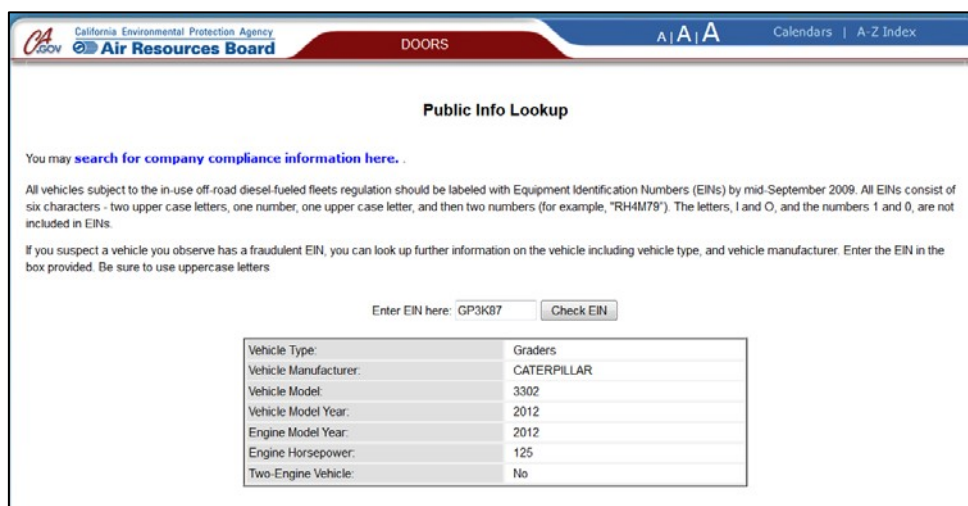 CA
.GOV
California Environmental Protection Agency
Air Resources Board
DOORS
A | A | A
Calendars | A-Z Index
Public Info Lookup
You may search for company compliance information here. .
All vehicles subject to the in-use off-road diesel-fueled fleets regulation should be labeled with Equipment Identification Numbers (EINs) by mid-September 2009. All EINs consist of
six characters - two upper case letters, one number, one upper case letter, and then two numbers (for example, "RH4M79"). The letters, I and O, and the numbers 1 and 0, are not
included in EINs.
If you suspect a vehicle you observe has a fraudulent EIN, you can look up further information on the vehicle including vehicle type, and vehicle manufacturer. Enter the EIN in the
box provided. Be sure to use uppercase letters
Enter EIN here: GP3K87 Check EIN
Vehicle Type: Graders
Vehicle Manufacturer: CATERPILLAR
Vehicle Model: 3302
Vehicle Model Year: 2012
Engine Model Year: 2012
Engine Horsepower: 125
Two-Engine Vehicle: No